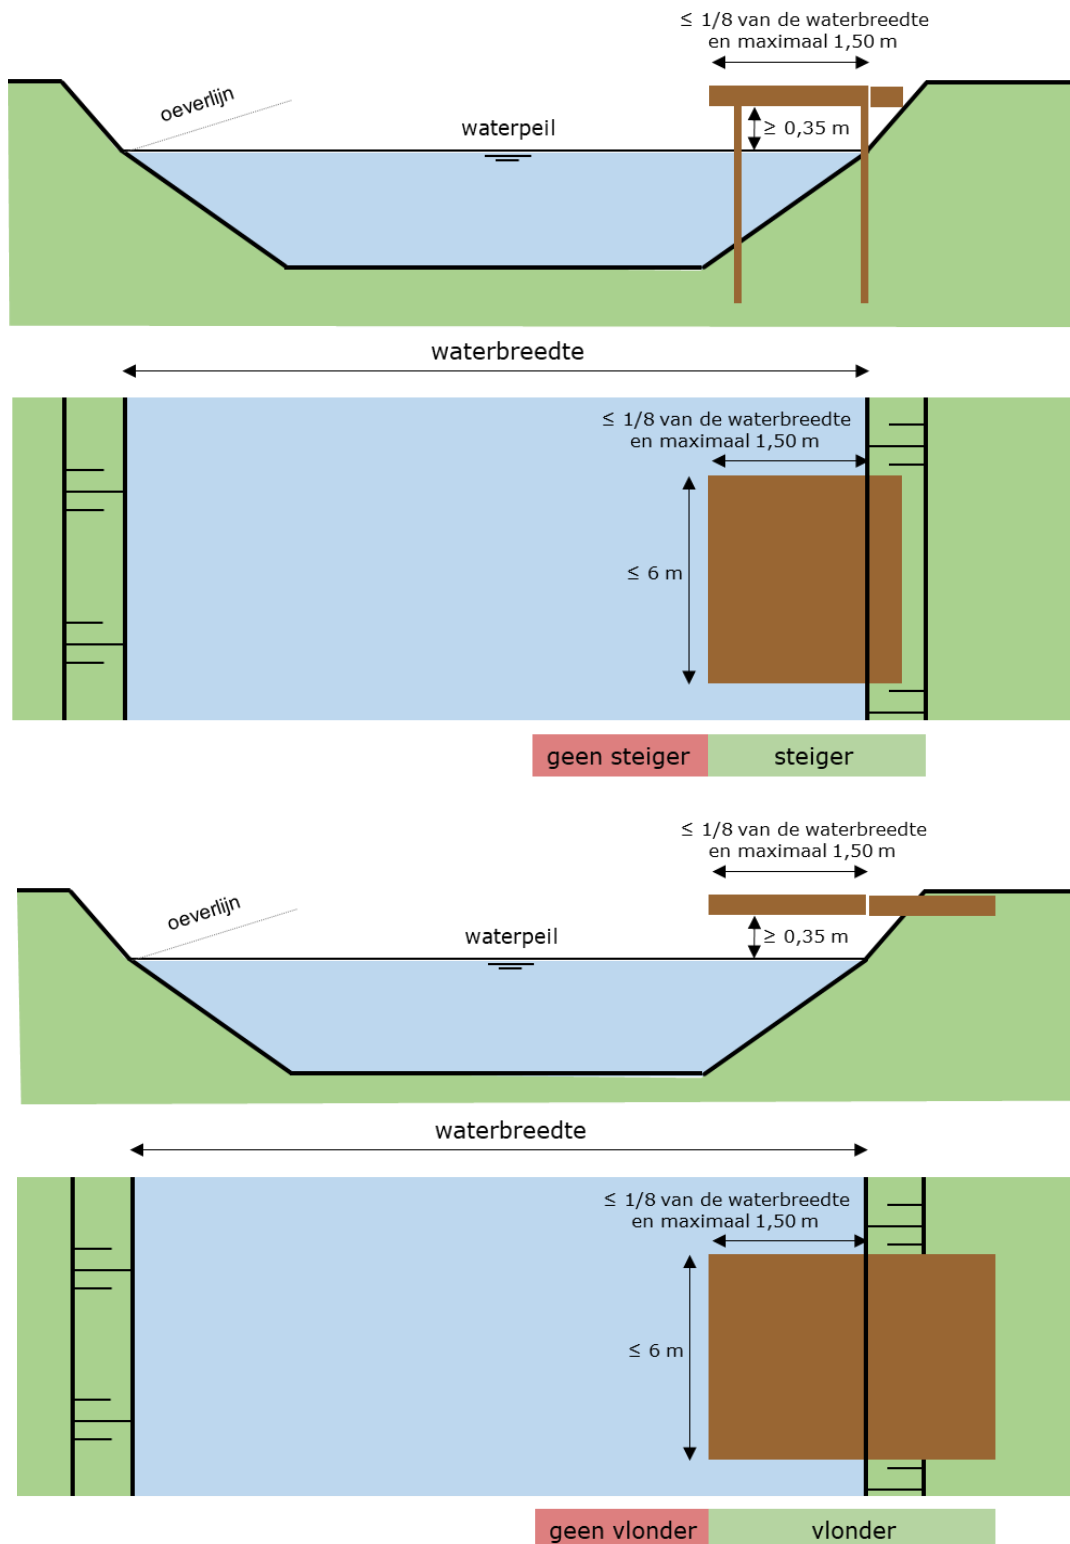 ≤ 1/8 van de waterbreedte
en maximaal 1,50 m
oeverlijn
waterpeil
≥ 0,35 m
waterbreedte
≤ 1/8 van de waterbreedte
en maximaal 1,50 m
≤ 6 m
geen steiger
steiger
≤ 1/8 van de waterbreedte
en maximaal 1,50 m
oeverlijn
waterpeil
≥ 0,35 m
waterbreedte
≤ 1/8 van de waterbreedte
en maximaal 1,50 m
≤ 6 m
geen vlonder
vlonder